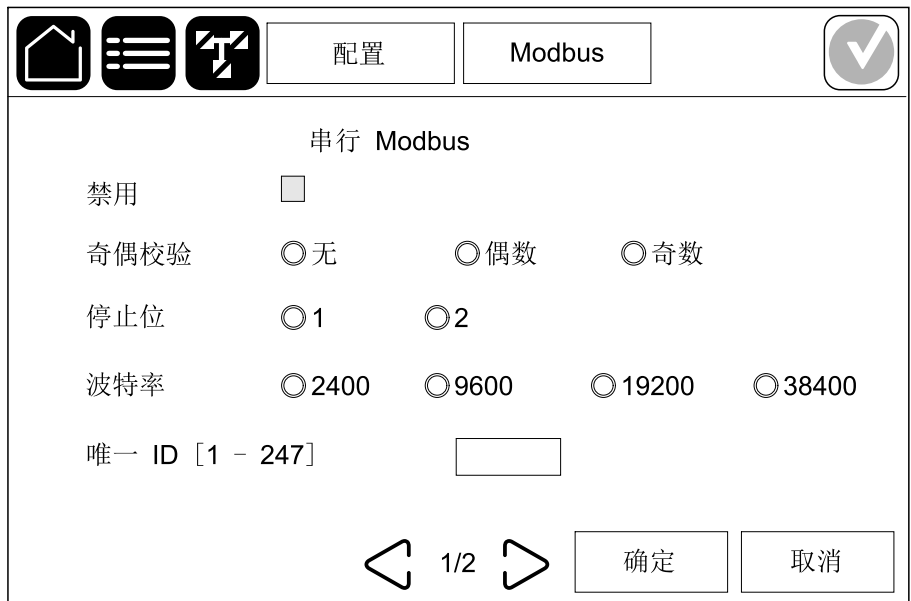 配置 Modbus
串行 Modbus
禁用
奇偶校验 无 偶数 奇数
停止位 1 2
波特率 2400 9600 19200 38400
唯一 ID [1 - 247]
1/2 确定 取消